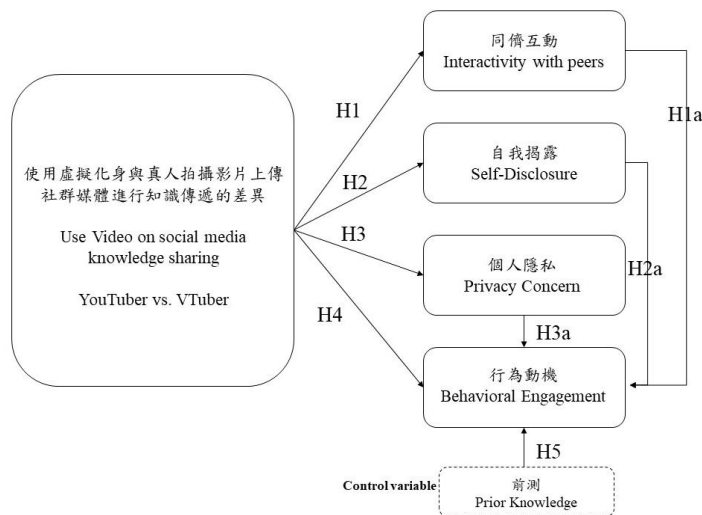 使用虛擬化身與真人拍攝影片上傳
社群媒體進行知識傳遞的差異
Use Video on social media
knowledge sharing
YouTuber vs. VTuber
H1
H2
H3
H4
同儕互動
Interactivity with peers
H1a
自我揭露
Self-Disclosure
H2a
個人隱私
Privacy Concern
H3a
行為動機
Behavioral Engagement
H5
Control variable
前測
Prior Knowledge